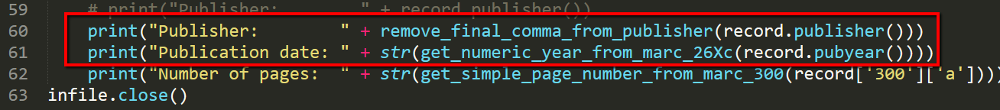 59 # print("Publisher:        " + record.publisher())
60 print("Publisher:        " + remove_final_comma_from_publisher(record.publisher()))
61 print("Publication date: " + str(get_numeric_year_from_marc_26Xc(record.pubyear())))
62 print("Number of pages:  " + str(get_simple_page_number_from_marc_300(record['300']['a'])))
63 infile.close()